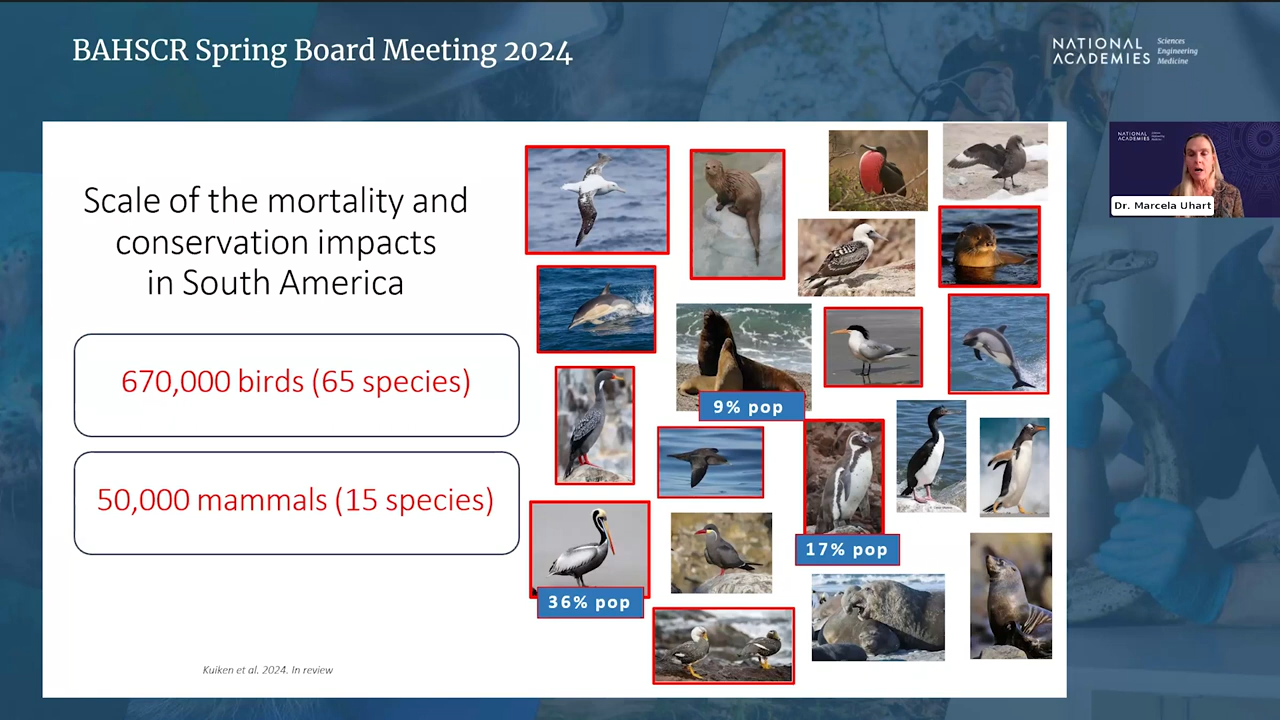 BAHSCR Spring Board Meeting 2024
NATIONAL
ACADEMIES
Sciences
Engineering
Medicine
Scale of the mortality and
conservation impacts
in South America
670,000 birds (65 species)
50,000 mammals (15 species)
9% pop
17% pop
36% pop
Kuiken et al. 2024. In review
NATIONAL
ACADEMIES
Dr. Marcela Uhart